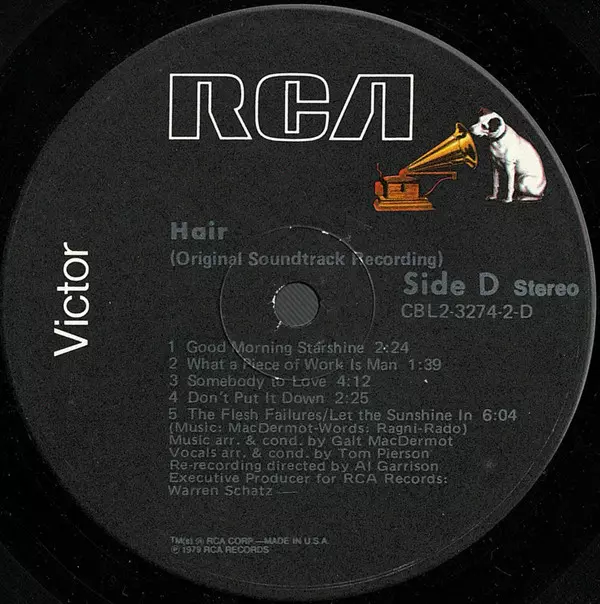 RCA
Victor
Hair
(Original Soundtrack Recording)
Side D Stereo
CBL2-3274-2-D
1 Good Morning Starshine 2:24
2 What a Piece of Work Is Man 1:39
3 Somebody to Love 4:12
4 Don't Put It Down 2:25
5 The Flesh Failures/Let the Sunshine In 6:04
(Music: MacDermot-Words: Ragni-Rado)
Music arr. & cond. by Galt MacDermot
Vocals arr. & cond. by Tom Pierson
Re-recording directed by Al Garrison
Executive Producer for RCA Records:
Warren Schatz —
TM(s) ® RCA CORP.—MADE IN U.S.A.
℗ 1979 RCA RECORDS